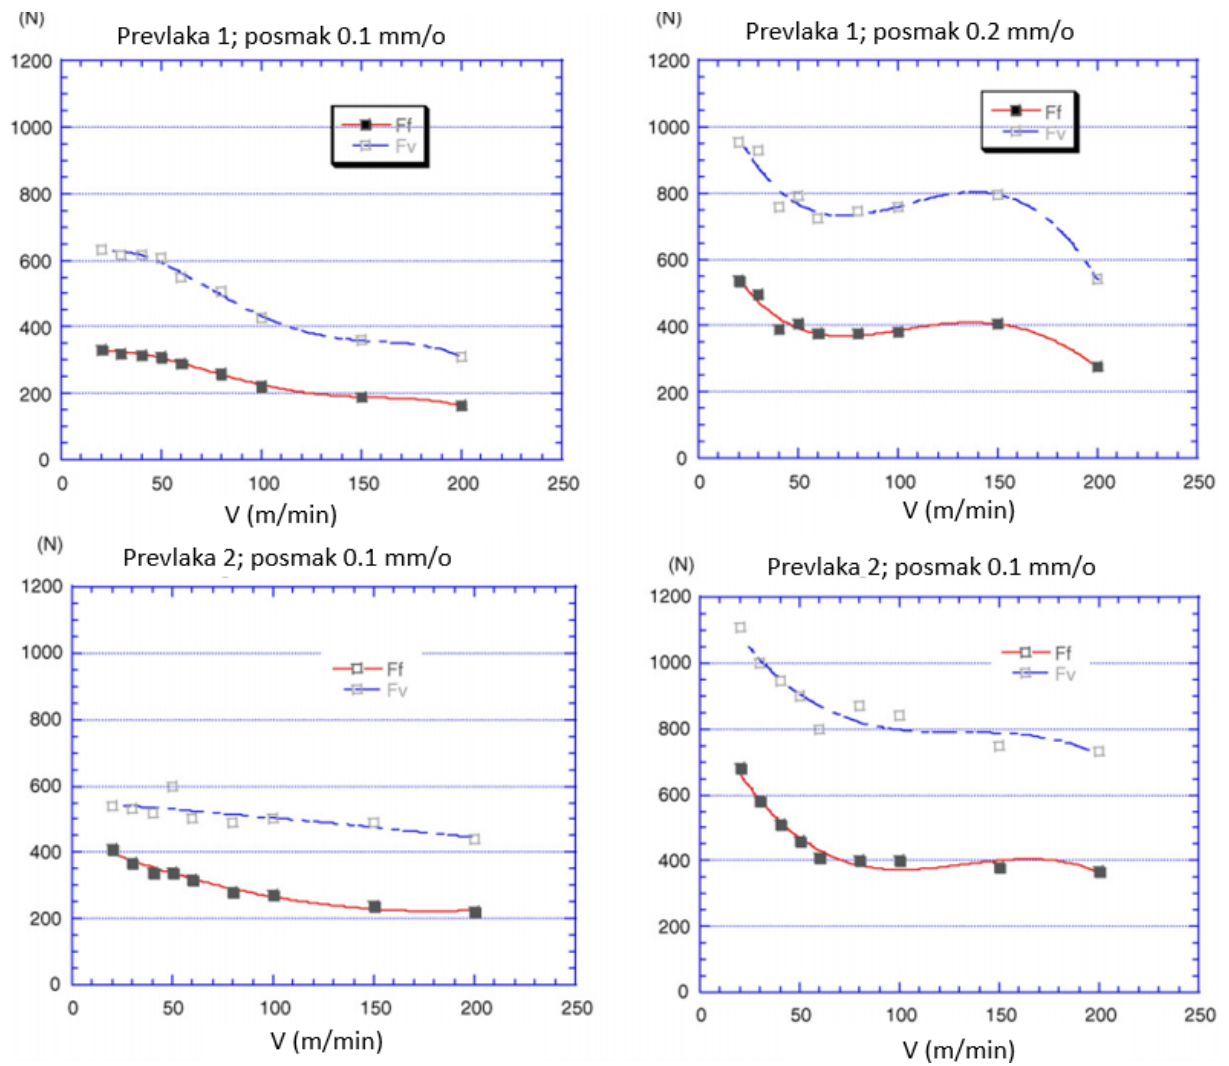 (N)
Prevlaka 1; posmak 0.1 mm/o
1200
1000
800
600
400
200
0
Ff
Fv
0 50 100 150 200 250
V (m/min)
(N)
Prevlaka 1; posmak 0.2 mm/o
1200
1000
800
600
400
200
0
Ff
Fv
0 50 100 150 200 250
V (m/min)
(N)
Prevlaka 2; posmak 0.1 mm/o
1200
1000
800
600
400
200
0
Ff
Fv
0 50 100 150 200 250
V (m/min)
(N)
Prevlaka 2; posmak 0.1 mm/o
1200
1000
800
600
400
200
0
Ff
Fv
0 50 100 150 200 250
V (m/min)